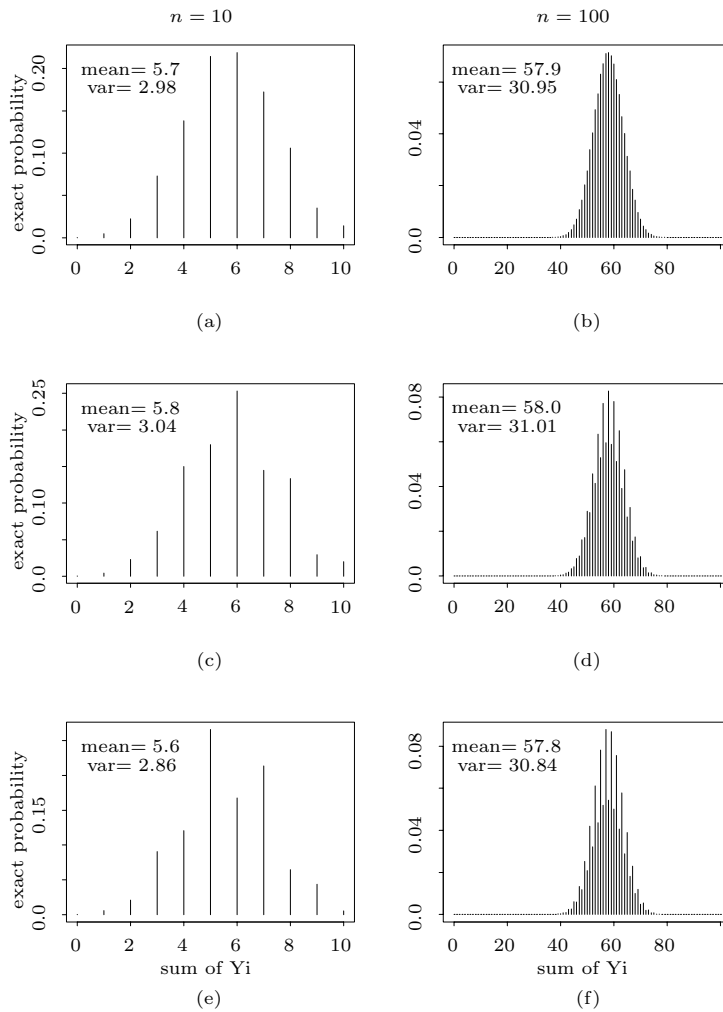 n = 10
n = 100
exact probability
0.0 0.10 0.20
mean= 5.7
var= 2.98
0 2 4 6 8 10
(a)
0.0 0.04
mean= 57.9
var= 30.95
0 20 40 60 80
(b)
exact probability
0.0 0.10 0.25
mean= 5.8
var= 3.04
0 2 4 6 8 10
(c)
0.0 0.04 0.08
mean= 58.0
var= 31.01
0 20 40 60 80
(d)
exact probability
0.0 0.15
mean= 5.6
var= 2.86
0 2 4 6 8 10
sum of Yi
(e)
0.0 0.04 0.08
mean= 57.8
var= 30.84
0 20 40 60 80 100
sum of Yi
(f)